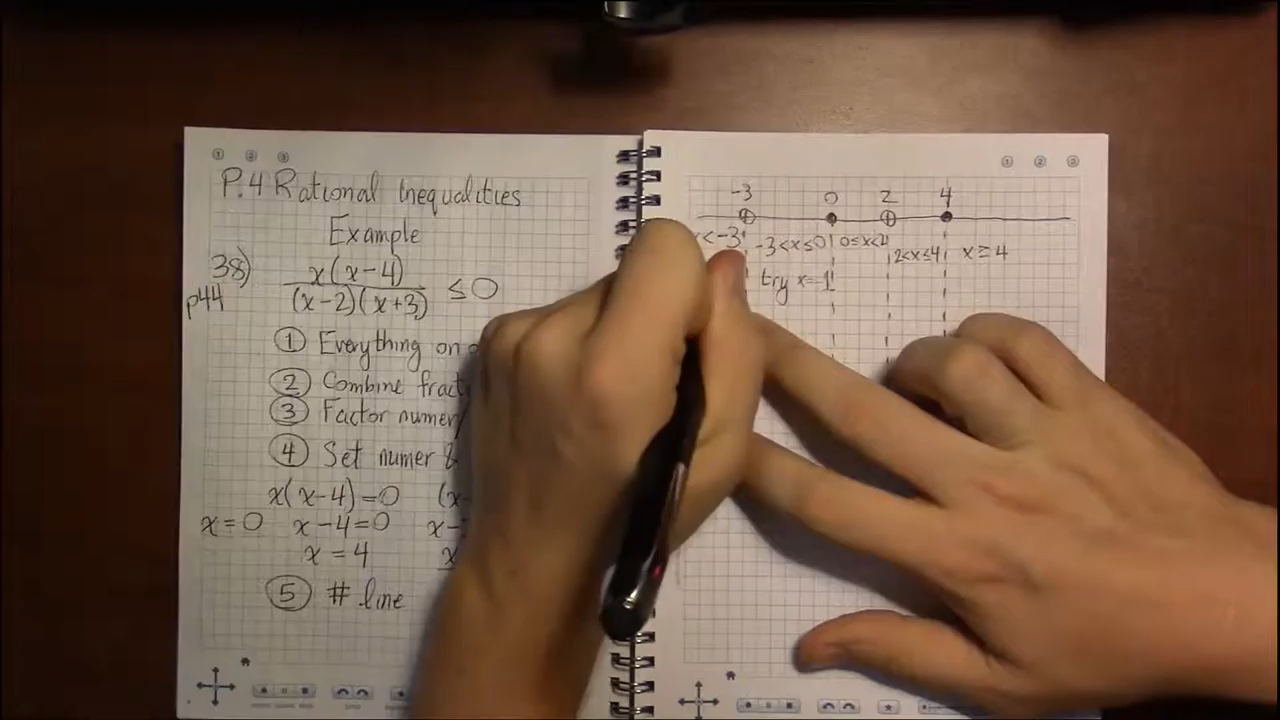 P.4 Rational Inequalities
Example
38)
p44
x(x-4)
(x-2)(x+3)
≤ 0
① Everything on
② Combine
③ Factor numer
④ Set numer &
x(x-4)=0 (x-
x=0 x-4=0 x-
x=4 x
⑤ # line
-3 0 2 4
<-3 -3<x≤0 0≤x<2 2<x≤4 x≥4
try x=-1